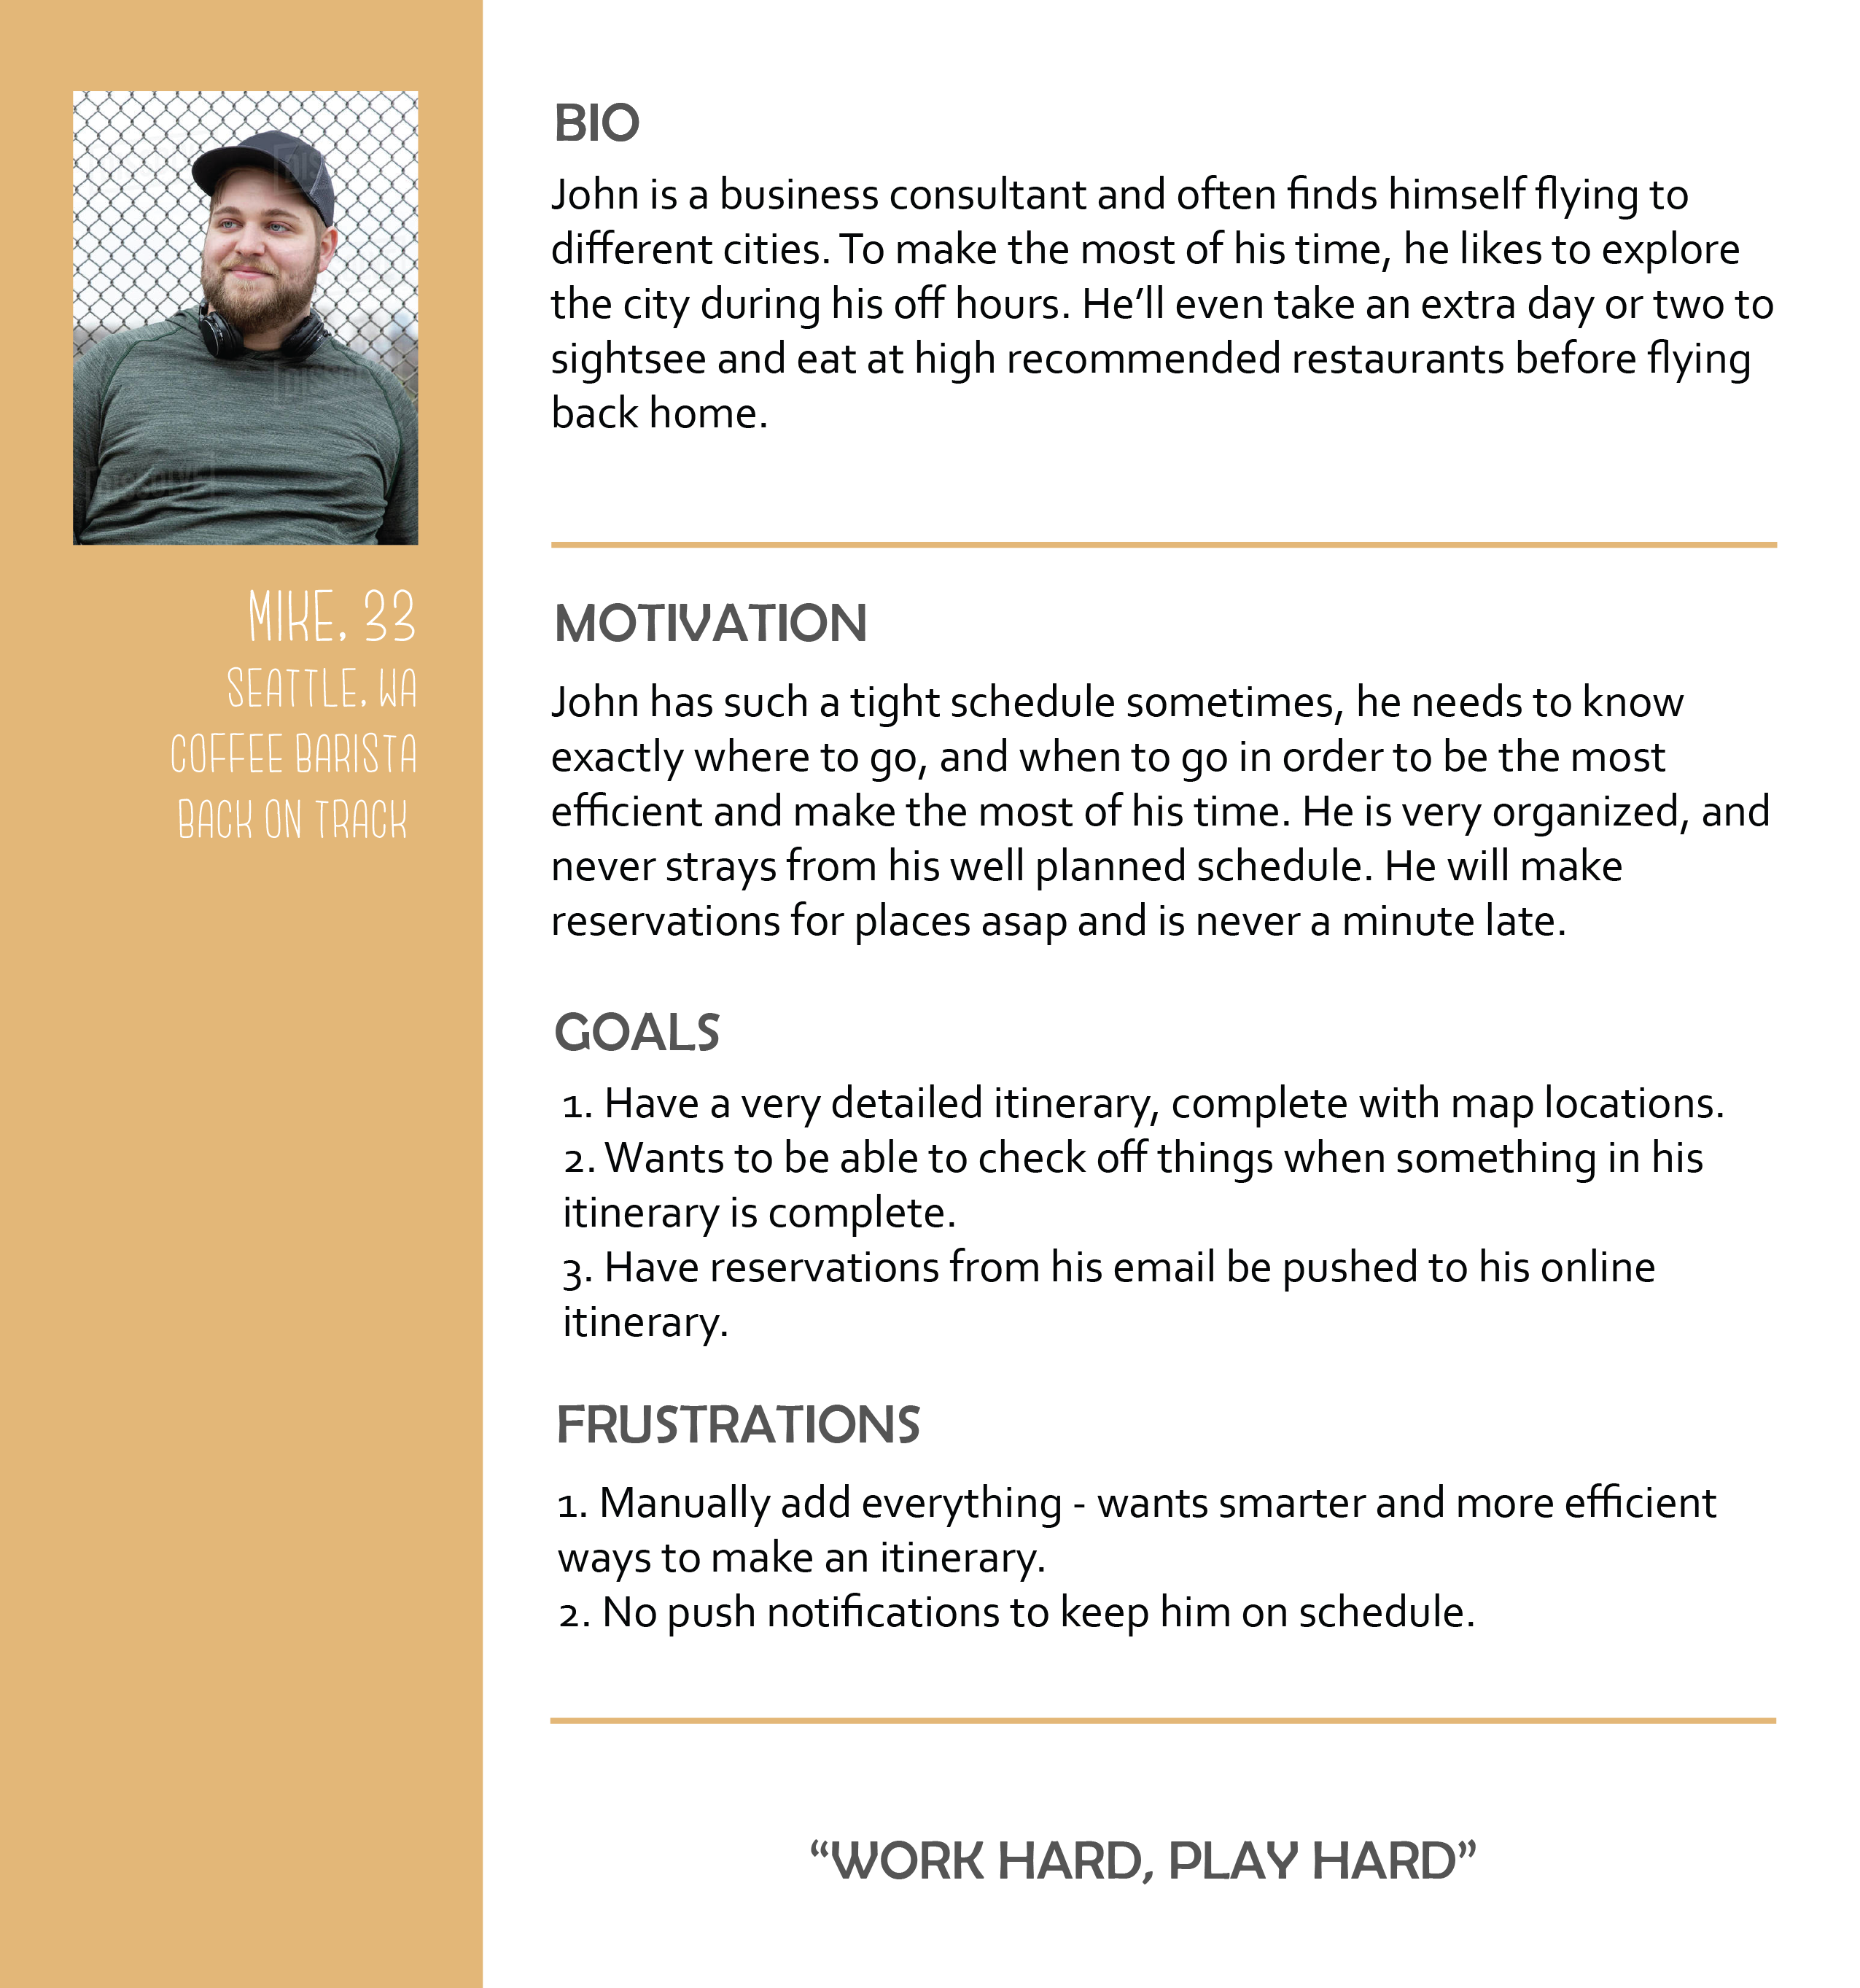 MIKE, 33
SEATTLE, WA
COFFEE BARISTA
BACK ON TRACK
BIO
John is a business consultant and often finds himself flying to
different cities. To make the most of his time, he likes to explore
the city during his off hours. He’ll even take an extra day or two to
sightsee and eat at high recommended restaurants before flying
back home.
MOTIVATION
John has such a tight schedule sometimes, he needs to know
exactly where to go, and when to go in order to be the most
efficient and make the most of his time. He is very organized, and
never strays from his well planned schedule. He will make
reservations for places asap and is never a minute late.
GOALS
1. Have a very detailed itinerary, complete with map locations.
2. Wants to be able to check off things when something in his
itinerary is complete.
3. Have reservations from his email be pushed to his online
itinerary.
FRUSTRATIONS
1. Manually add everything - wants smarter and more efficient
ways to make an itinerary.
2. No push notifications to keep him on schedule.
“WORK HARD, PLAY HARD”